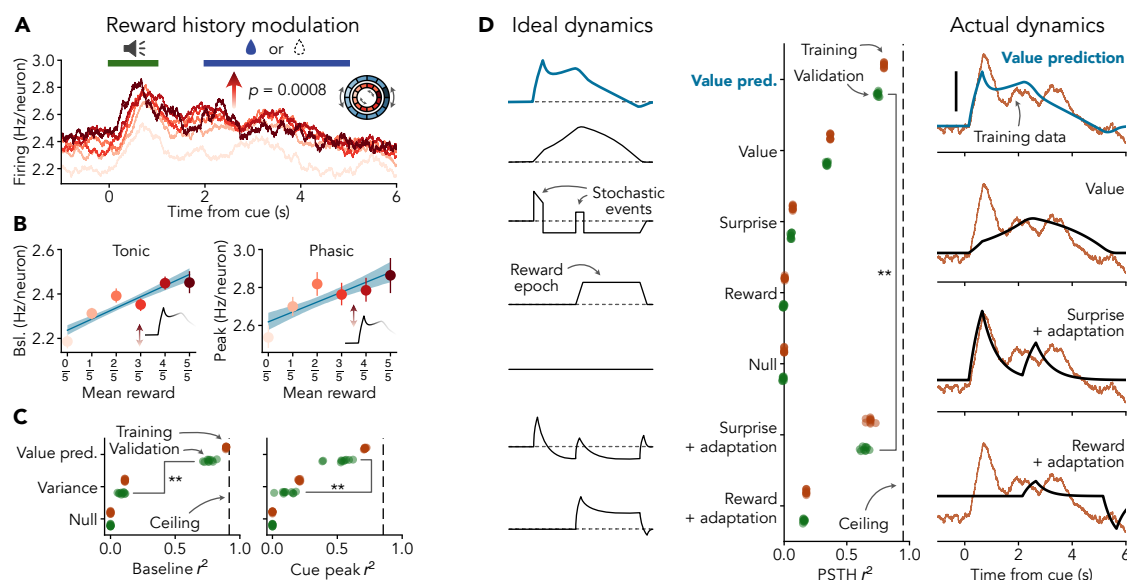 A
Reward history modulation
or
p = 0.0008
Firing (Hz/neuron)
3.0
2.8
2.6
2.4
2.2
0
2
4
6
Time from cue (s)
B
Tonic
Bsl. (Hz/neuron)
2.6
2.4
2.2
0/5
1/5
2/5
3/5
4/5
5/5
Mean reward
Phasic
Peak (Hz/neuron)
3.0
2.8
2.6
0/5
1/5
2/5
3/5
4/5
5/5
Mean reward
C
Training
Validation
Value pred.
Variance
Null
**
Ceiling
0.0
0.5
1.0
Baseline r²
**
0.0
0.5
1.0
Cue peak r²
D
Ideal dynamics
Stochastic
events
Reward
epoch
Training
Validation
Value pred.
Value
Surprise
Reward
Null
Surprise
+ adaptation
Reward
+ adaptation
**
Ceiling
0
0.5
1.0
PSTH r²
Actual dynamics
Value prediction
Training data
Value
Surprise
+ adaptation
Reward
+ adaptation
0
2
4
6
Time from cue (s)